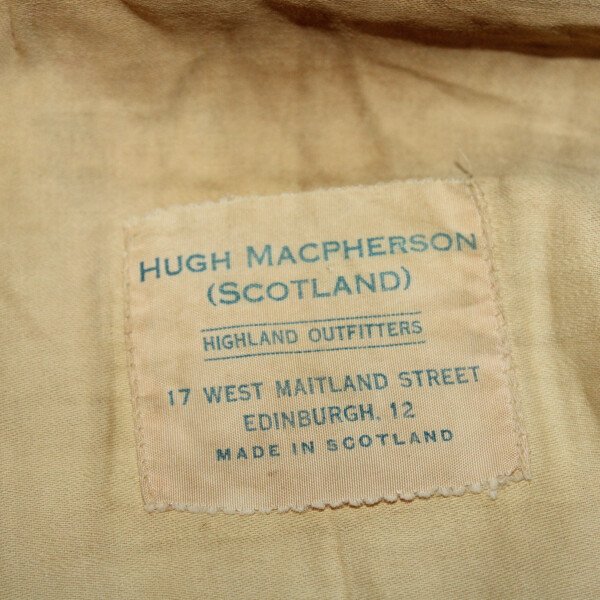 HUGH MACPHERSON
(SCOTLAND)
HIGHLAND OUTFITTERS
17 WEST MAITLAND STREET
EDINBURGH, 12
MADE IN SCOTLAND